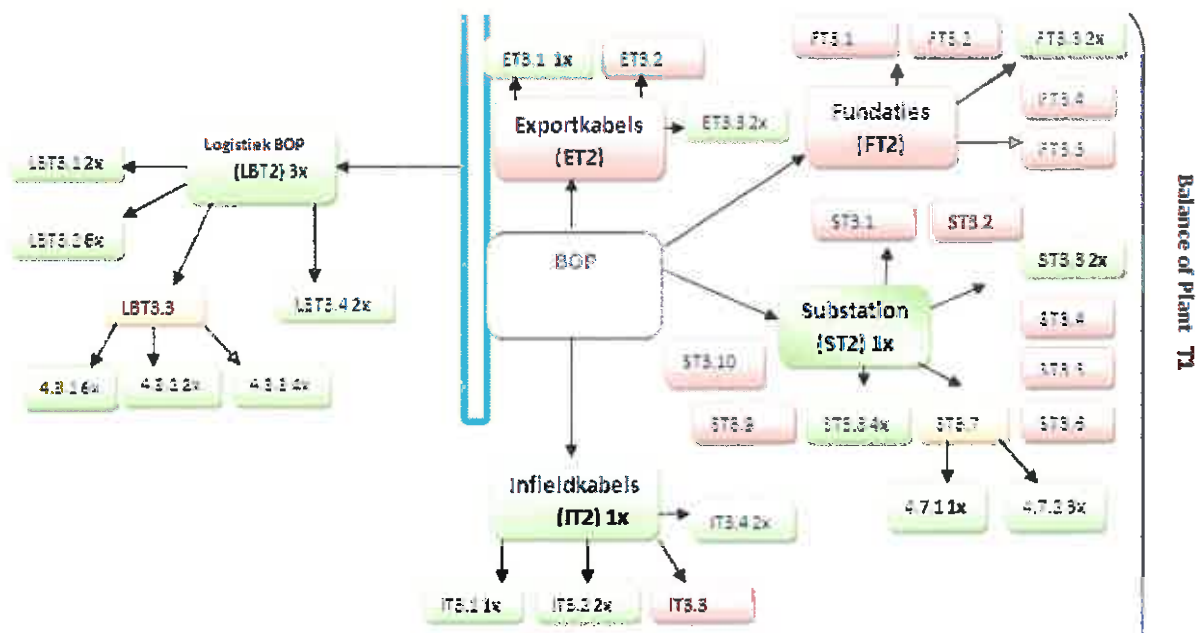 ET3.1 1x
ET3.2
FT3.1
FT3.2
FT3.3 2x
Exportkabels
(ET2)
ET3.3 2x
Fundaties
(FT2)
FT3.4
FT3.5
Logistiek BOP
(LBT2) 3x
LBT3.1 2x
LBT3.2 6x
LBT3.3
LBT3.4 2x
4.3.1 6x
4.3.2 2x
4.3.3 4x
BOP
ST3.1
ST3.2
ST3.3 2x
Substation
(ST2) 1x
ST3.4
ST3.5
ST3.6
ST3.10
ST3.9
ST3.8 4x
ST3.7
4.7.1 1x
4.7.2 3x
Infieldkabels
(IT2) 1x
IT3.4 2x
IT3.1 1x
IT3.2 2x
IT3.3
Balance of Plant T1